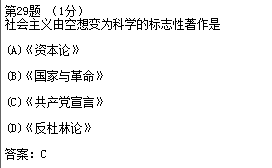 第29题 （1分）
社会主义由空想变为科学的标志性著作是
(A)《资本论》
(B)《国家与革命》
(C)《共产党宣言》
(D)《反杜林论》
答案：C